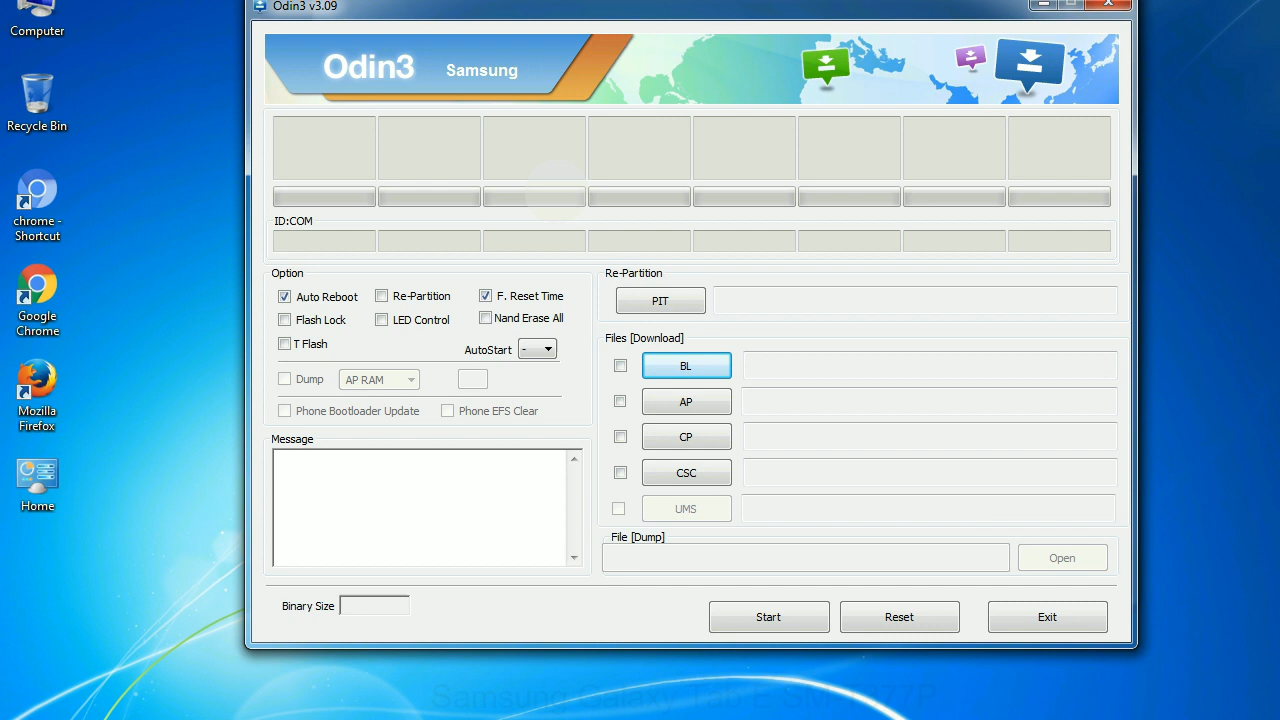 Computer
Recycle Bin
chrome -
Shortcut
Google
Chrome
Mozilla
Firefox
Home
Odin3 v3.09
Odin3 Samsung
ID:COM
Option
Auto Reboot
Re-Partition
F. Reset Time
Flash Lock
LED Control
Nand Erase All
T Flash
AutoStart -
Dump
AP RAM
Phone Bootloader Update
Phone EFS Clear
Message
Re-Partition
PIT
Files [Download]
BL
AP
CP
CSC
UMS
File [Dump]
Open
Binary Size
Start
Reset
Exit
Samsung Galaxy Tab E